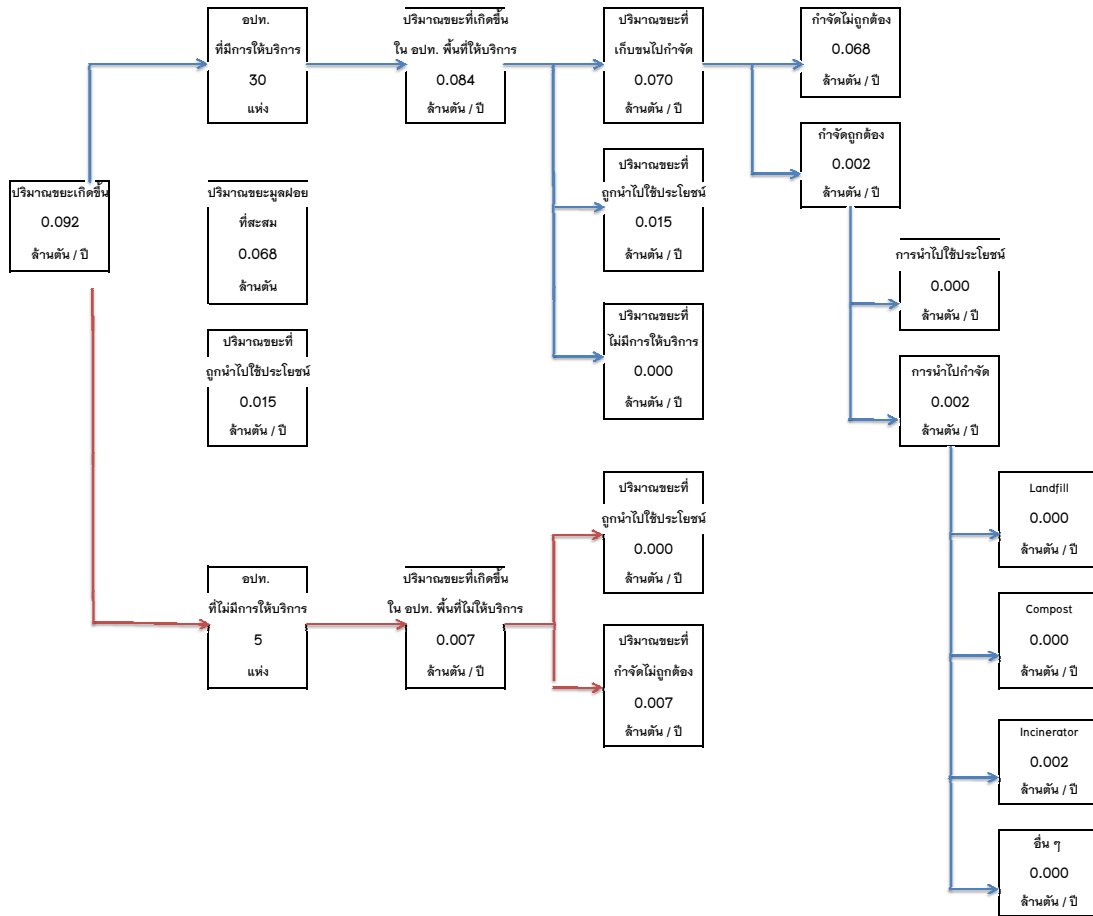 อปท.
ที่มีการให้บริการ
30
แห่ง
ปริมาณขยะที่เกิดขึ้น
ใน อปท. พื้นที่ให้บริการ
0.084
ล้านตัน / ปี
ปริมาณขยะที่
เก็บขนไปกำจัด
0.070
ล้านตัน / ปี
กำจัดไม่ถูกต้อง
0.068
ล้านตัน / ปี
กำจัดถูกต้อง
0.002
ล้านตัน / ปี
ปริมาณขยะเกิดขึ้น
0.092
ล้านตัน / ปี
ปริมาณขยะมูลฝอย
ที่สะสม
0.068
ล้านตัน
ปริมาณขยะที่
ถูกนำไปใช้ประโยชน์
0.015
ล้านตัน / ปี
ปริมาณขยะที่
ถูกนำไปใช้ประโยชน์
0.015
ล้านตัน / ปี
ปริมาณขยะที่
ไม่มีการให้บริการ
0.000
ล้านตัน / ปี
การนำไปใช้ประโยชน์
0.000
ล้านตัน / ปี
การนำไปกำจัด
0.002
ล้านตัน / ปี
อปท.
ที่ไม่มีการให้บริการ
5
แห่ง
ปริมาณขยะที่เกิดขึ้น
ใน อปท. พื้นที่ไม่ให้บริการ
0.007
ล้านตัน / ปี
ปริมาณขยะที่
ถูกนำไปใช้ประโยชน์
0.000
ล้านตัน / ปี
ปริมาณขยะที่
กำจัดไม่ถูกต้อง
0.007
ล้านตัน / ปี
Landfill
0.000
ล้านตัน / ปี
Compost
0.000
ล้านตัน / ปี
Incinerator
0.002
ล้านตัน / ปี
อื่น ๆ
0.000
ล้านตัน / ปี